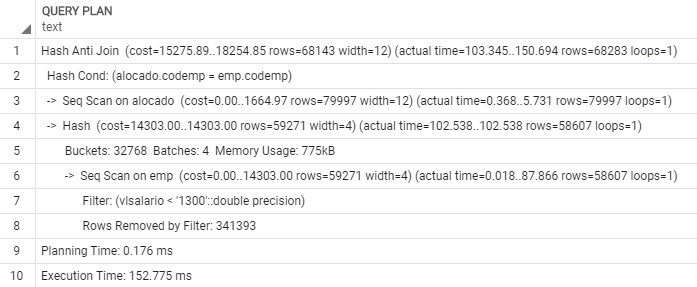 QUERY PLAN
text
1 Hash Anti Join (cost=15275.89..18254.85 rows=68143 width=12) (actual time=103.345..150.694 rows=68283 loops=1)
2 Hash Cond: (alocado.codemp = emp.codemp)
3 -> Seq Scan on alocado (cost=0.00..1664.97 rows=79997 width=12) (actual time=0.368..5.731 rows=79997 loops=1)
4 -> Hash (cost=14303.00..14303.00 rows=59271 width=4) (actual time=102.538..102.538 rows=58607 loops=1)
5 Buckets: 32768 Batches: 4 Memory Usage: 775kB
6 -> Seq Scan on emp (cost=0.00..14303.00 rows=59271 width=4) (actual time=0.018..87.866 rows=58607 loops=1)
7 Filter: (vlsalario < '1300'::double precision)
8 Rows Removed by Filter: 341393
9 Planning Time: 0.176 ms
10 Execution Time: 152.775 ms